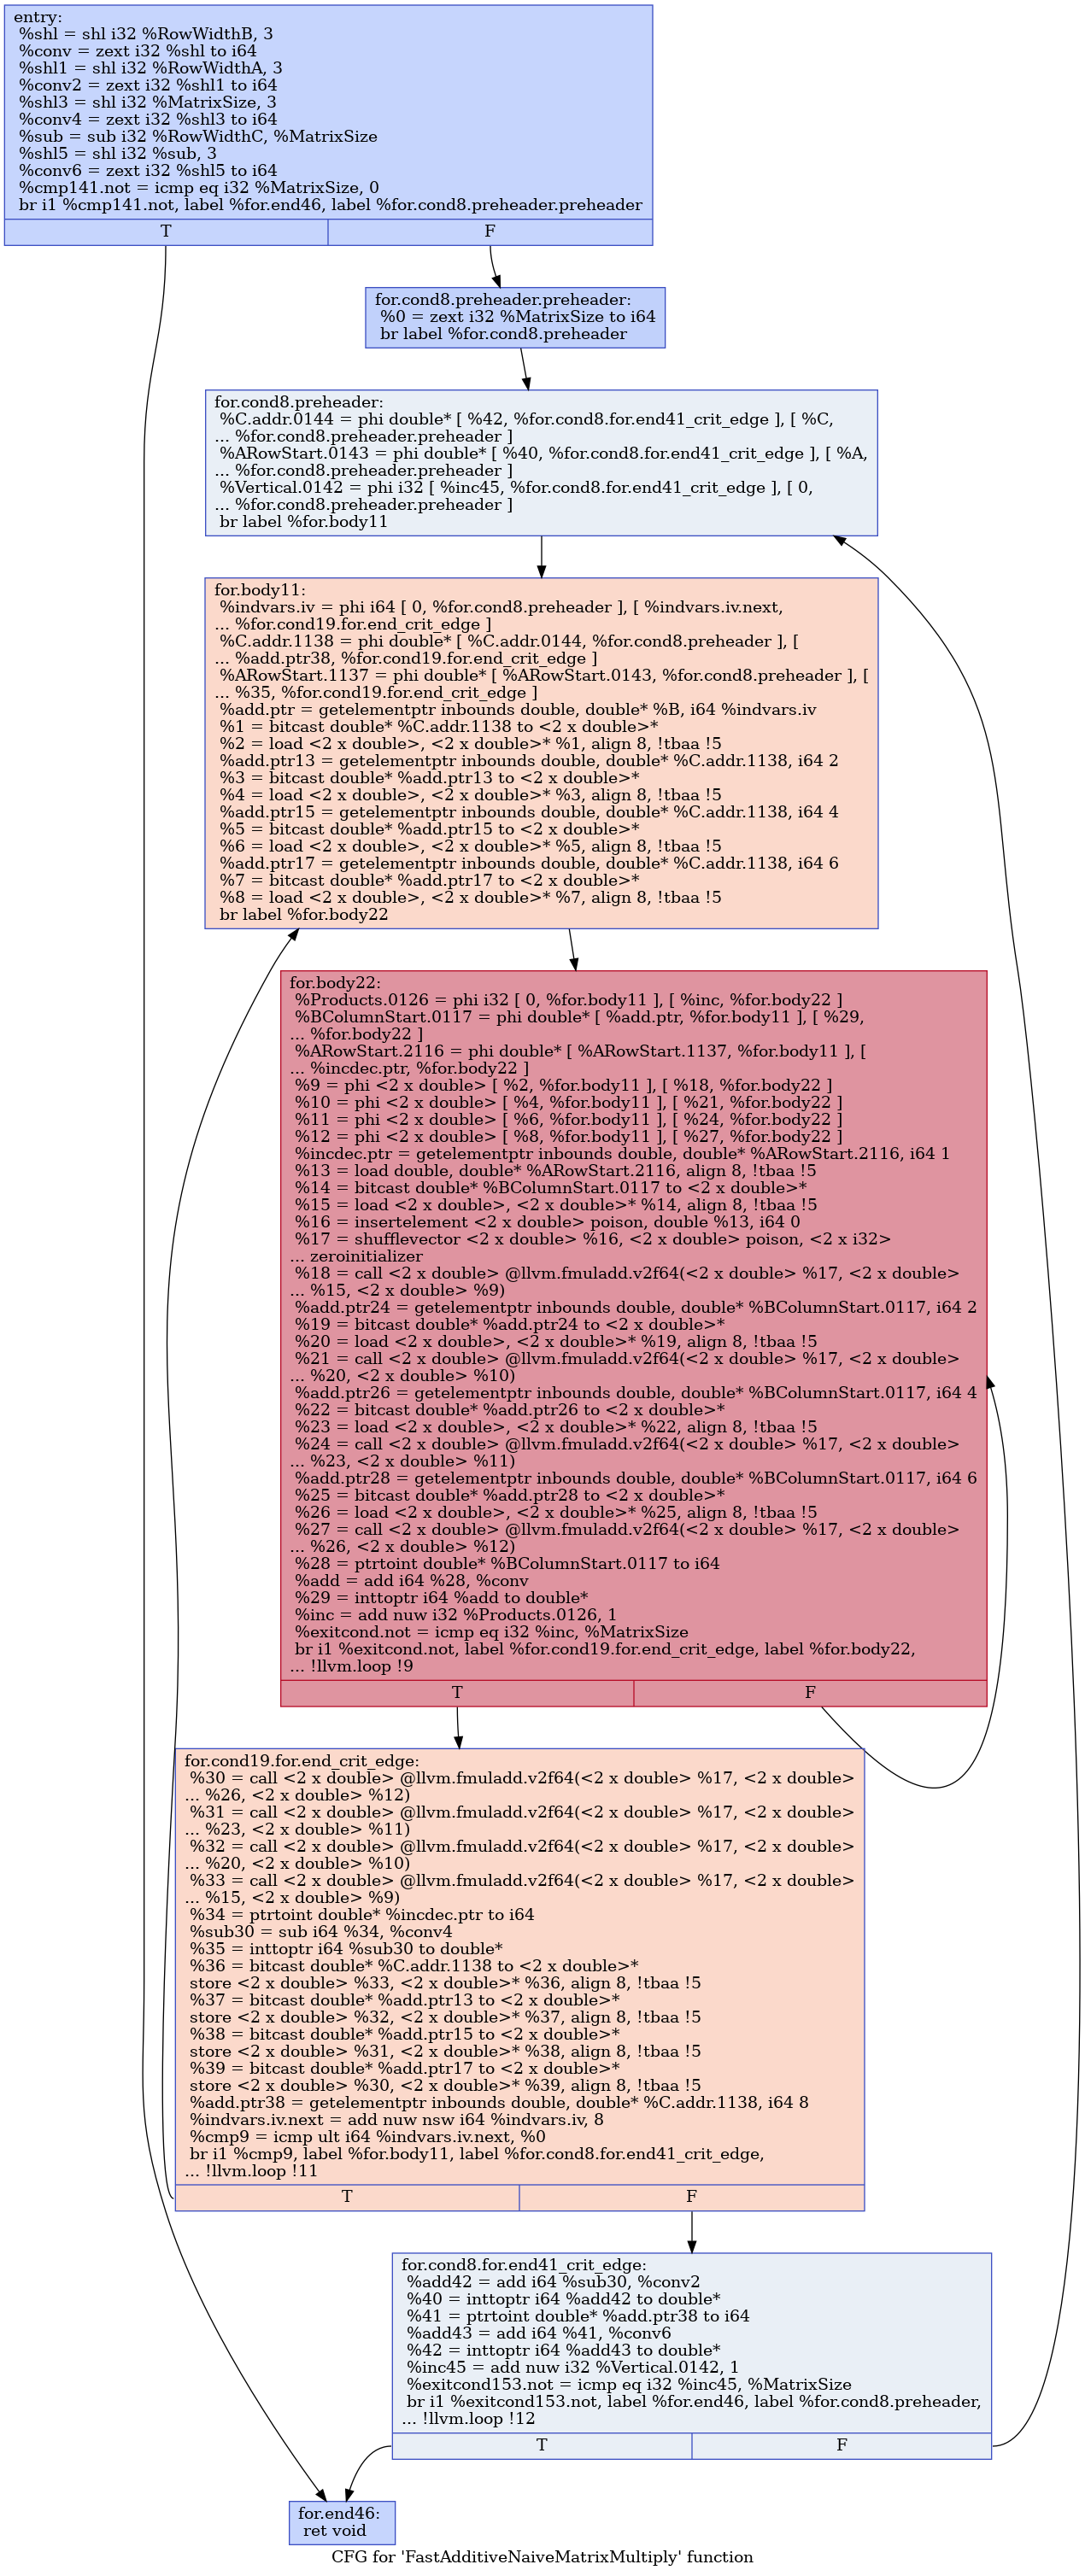 entry:
%shl = shl i32 %RowWidthB, 3
%conv = zext i32 %shl to i64
%shl1 = shl i32 %RowWidthA, 3
%conv2 = zext i32 %shl1 to i64
%shl3 = shl i32 %MatrixSize, 3
%conv4 = zext i32 %shl3 to i64
%sub = sub i32 %RowWidthC, %MatrixSize
%shl5 = shl i32 %sub, 3
%conv6 = zext i32 %shl5 to i64
%cmp141.not = icmp eq i32 %MatrixSize, 0
br i1 %cmp141.not, label %for.end46, label %for.cond8.preheader.preheader
T F
for.cond8.preheader.preheader:
%0 = zext i32 %MatrixSize to i64
br label %for.cond8.preheader
for.cond8.preheader:
%C.addr.0144 = phi double* [ %42, %for.cond8.for.end41_crit_edge ], [ %C,
... %for.cond8.preheader.preheader ]
%ARowStart.0143 = phi double* [ %40, %for.cond8.for.end41_crit_edge ], [ %A,
... %for.cond8.preheader.preheader ]
%Vertical.0142 = phi i32 [ %inc45, %for.cond8.for.end41_crit_edge ], [ 0,
... %for.cond8.preheader.preheader ]
br label %for.body11
for.body11:
%indvars.iv = phi i64 [ 0, %for.cond8.preheader ], [ %indvars.iv.next,
... %for.cond19.for.end_crit_edge ]
%C.addr.1138 = phi double* [ %C.addr.0144, %for.cond8.preheader ], [
... %add.ptr38, %for.cond19.for.end_crit_edge ]
%ARowStart.1137 = phi double* [ %ARowStart.0143, %for.cond8.preheader ], [
... %35, %for.cond19.for.end_crit_edge ]
%add.ptr = getelementptr inbounds double, double* %B, i64 %indvars.iv
%1 = bitcast double* %C.addr.1138 to <2 x double>*
%2 = load <2 x double>, <2 x double>* %1, align 8, !tbaa !5
%add.ptr13 = getelementptr inbounds double, double* %C.addr.1138, i64 2
%3 = bitcast double* %add.ptr13 to <2 x double>*
%4 = load <2 x double>, <2 x double>* %3, align 8, !tbaa !5
%add.ptr15 = getelementptr inbounds double, double* %C.addr.1138, i64 4
%5 = bitcast double* %add.ptr15 to <2 x double>*
%6 = load <2 x double>, <2 x double>* %5, align 8, !tbaa !5
%add.ptr17 = getelementptr inbounds double, double* %C.addr.1138, i64 6
%7 = bitcast double* %add.ptr17 to <2 x double>*
%8 = load <2 x double>, <2 x double>* %7, align 8, !tbaa !5
br label %for.body22
for.body22:
%Products.0126 = phi i32 [ 0, %for.body11 ], [ %inc, %for.body22 ]
%BColumnStart.0117 = phi double* [ %add.ptr, %for.body11 ], [ %29,
... %for.body22 ]
%ARowStart.2116 = phi double* [ %ARowStart.1137, %for.body11 ], [
... %incdec.ptr, %for.body22 ]
%9 = phi <2 x double> [ %2, %for.body11 ], [ %18, %for.body22 ]
%10 = phi <2 x double> [ %4, %for.body11 ], [ %21, %for.body22 ]
%11 = phi <2 x double> [ %6, %for.body11 ], [ %24, %for.body22 ]
%12 = phi <2 x double> [ %8, %for.body11 ], [ %27, %for.body22 ]
%incdec.ptr = getelementptr inbounds double, double* %ARowStart.2116, i64 1
%13 = load double, double* %ARowStart.2116, align 8, !tbaa !5
%14 = bitcast double* %BColumnStart.0117 to <2 x double>*
%15 = load <2 x double>, <2 x double>* %14, align 8, !tbaa !5
%16 = insertelement <2 x double> poison, double %13, i64 0
%17 = shufflevector <2 x double> %16, <2 x double> poison, <2 x i32>
... zeroinitializer
%18 = call <2 x double> @llvm.fmuladd.v2f64(<2 x double> %17, <2 x double>
... %15, <2 x double> %9)
%add.ptr24 = getelementptr inbounds double, double* %BColumnStart.0117, i64 2
%19 = bitcast double* %add.ptr24 to <2 x double>*
%20 = load <2 x double>, <2 x double>* %19, align 8, !tbaa !5
%21 = call <2 x double> @llvm.fmuladd.v2f64(<2 x double> %17, <2 x double>
... %20, <2 x double> %10)
%add.ptr26 = getelementptr inbounds double, double* %BColumnStart.0117, i64 4
%22 = bitcast double* %add.ptr26 to <2 x double>*
%23 = load <2 x double>, <2 x double>* %22, align 8, !tbaa !5
%24 = call <2 x double> @llvm.fmuladd.v2f64(<2 x double> %17, <2 x double>
... %23, <2 x double> %11)
%add.ptr28 = getelementptr inbounds double, double* %BColumnStart.0117, i64 6
%25 = bitcast double* %add.ptr28 to <2 x double>*
%26 = load <2 x double>, <2 x double>* %25, align 8, !tbaa !5
%27 = call <2 x double> @llvm.fmuladd.v2f64(<2 x double> %17, <2 x double>
... %26, <2 x double> %12)
%28 = ptrtoint double* %BColumnStart.0117 to i64
%add = add i64 %28, %conv
%29 = inttoptr i64 %add to double*
%inc = add nuw i32 %Products.0126, 1
%exitcond.not = icmp eq i32 %inc, %MatrixSize
br i1 %exitcond.not, label %for.cond19.for.end_crit_edge, label %for.body22,
... !llvm.loop !9
T F
for.cond19.for.end_crit_edge:
%30 = call <2 x double> @llvm.fmuladd.v2f64(<2 x double> %17, <2 x double>
... %26, <2 x double> %12)
%31 = call <2 x double> @llvm.fmuladd.v2f64(<2 x double> %17, <2 x double>
... %23, <2 x double> %11)
%32 = call <2 x double> @llvm.fmuladd.v2f64(<2 x double> %17, <2 x double>
... %20, <2 x double> %10)
%33 = call <2 x double> @llvm.fmuladd.v2f64(<2 x double> %17, <2 x double>
... %15, <2 x double> %9)
%34 = ptrtoint double* %incdec.ptr to i64
%sub30 = sub i64 %34, %conv4
%35 = inttoptr i64 %sub30 to double*
%36 = bitcast double* %C.addr.1138 to <2 x double>*
store <2 x double> %33, <2 x double>* %36, align 8, !tbaa !5
%37 = bitcast double* %add.ptr13 to <2 x double>*
store <2 x double> %32, <2 x double>* %37, align 8, !tbaa !5
%38 = bitcast double* %add.ptr15 to <2 x double>*
store <2 x double> %31, <2 x double>* %38, align 8, !tbaa !5
%39 = bitcast double* %add.ptr17 to <2 x double>*
store <2 x double> %30, <2 x double>* %39, align 8, !tbaa !5
%add.ptr38 = getelementptr inbounds double, double* %C.addr.1138, i64 8
%indvars.iv.next = add nuw nsw i64 %indvars.iv, 8
%cmp9 = icmp ult i64 %indvars.iv.next, %0
br i1 %cmp9, label %for.body11, label %for.cond8.for.end41_crit_edge,
... !llvm.loop !11
T F
for.cond8.for.end41_crit_edge:
%add42 = add i64 %sub30, %conv2
%40 = inttoptr i64 %add42 to double*
%41 = ptrtoint double* %add.ptr38 to i64
%add43 = add i64 %41, %conv6
%42 = inttoptr i64 %add43 to double*
%inc45 = add nuw i32 %Vertical.0142, 1
%exitcond153.not = icmp eq i32 %inc45, %MatrixSize
br i1 %exitcond153.not, label %for.end46, label %for.cond8.preheader,
... !llvm.loop !12
T F
for.end46:
ret void
CFG for 'FastAdditiveNaiveMatrixMultiply' function